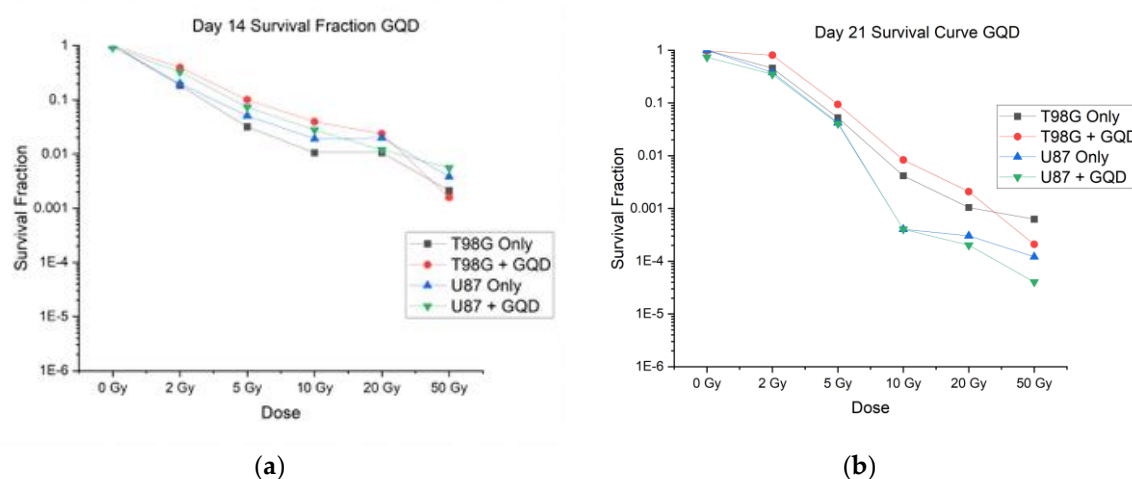 Day 14 Survival Fraction GQD
Survival Fraction
1
0.1
0.01
0.001
1E-4
1E-5
1E-6
T98G Only
T98G + GQD
U87 Only
U87 + GQD
0 Gy 2 Gy 5 Gy 10 Gy 20 Gy 50 Gy
Dose
(a)
Day 21 Survival Curve GQD
Survival Fraction
1
0.1
0.01
0.001
1E-4
1E-5
1E-6
T98G Only
T98G + GQD
U87 Only
U87 + GQD
0 Gy 2 Gy 5 Gy 10 Gy 20 Gy 50 Gy
Dose
(b)